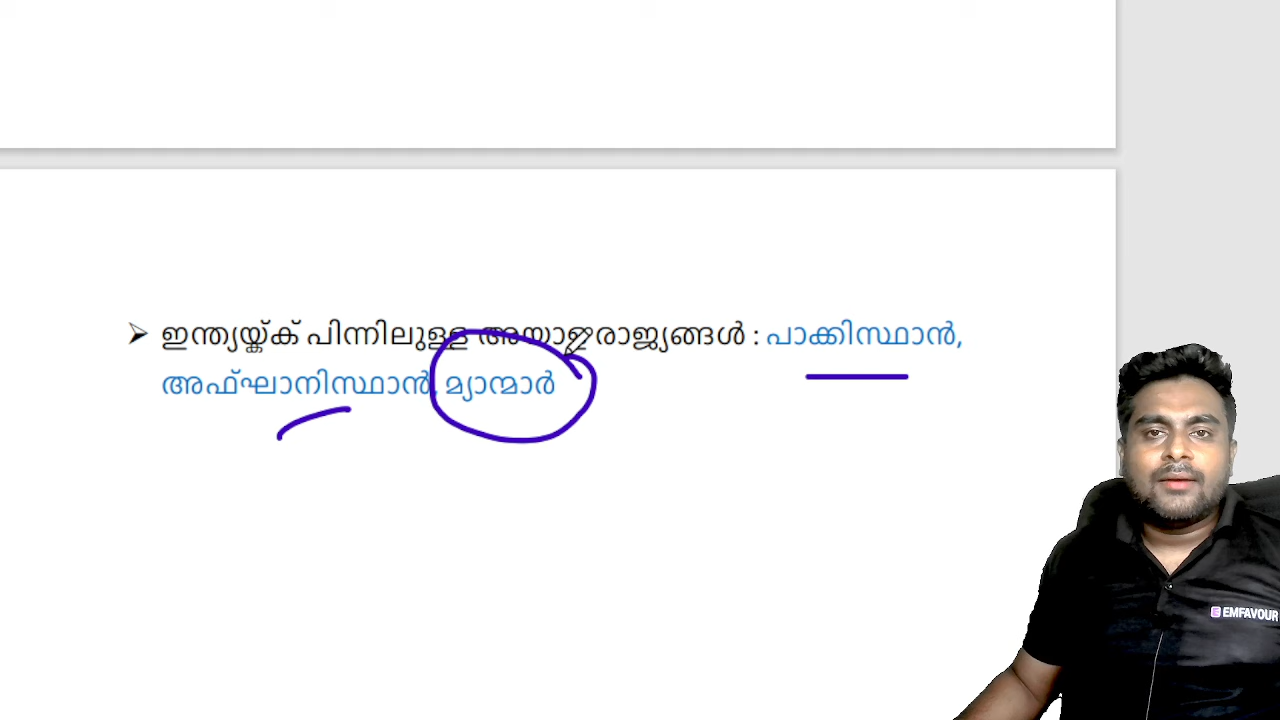 ➤ ഇന്ത്യയ്ക്ക് പിന്നിലുള്ള അയൽരാജ്യങ്ങൾ : പാക്കിസ്ഥാൻ,
അഫ്ഘാനിസ്ഥാൻ, മ്യാന്മാർ
EMFAVOUR